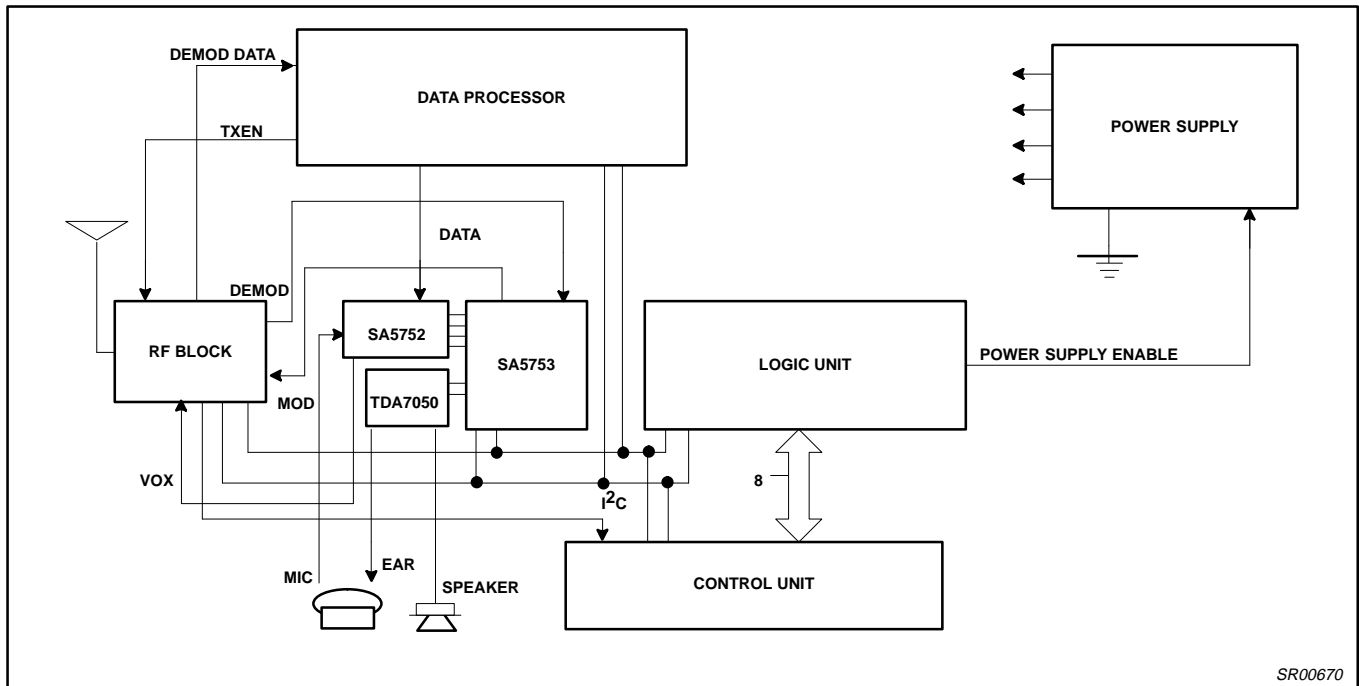 DEMOD DATA
DATA PROCESSOR
POWER SUPPLY
TXEN
DATA
DEMOD
SA5752
RF BLOCK
SA5753
LOGIC UNIT
POWER SUPPLY ENABLE
MOD
TDA7050
VOX
8
I²C
EAR
MIC
SPEAKER
CONTROL UNIT
SR00670